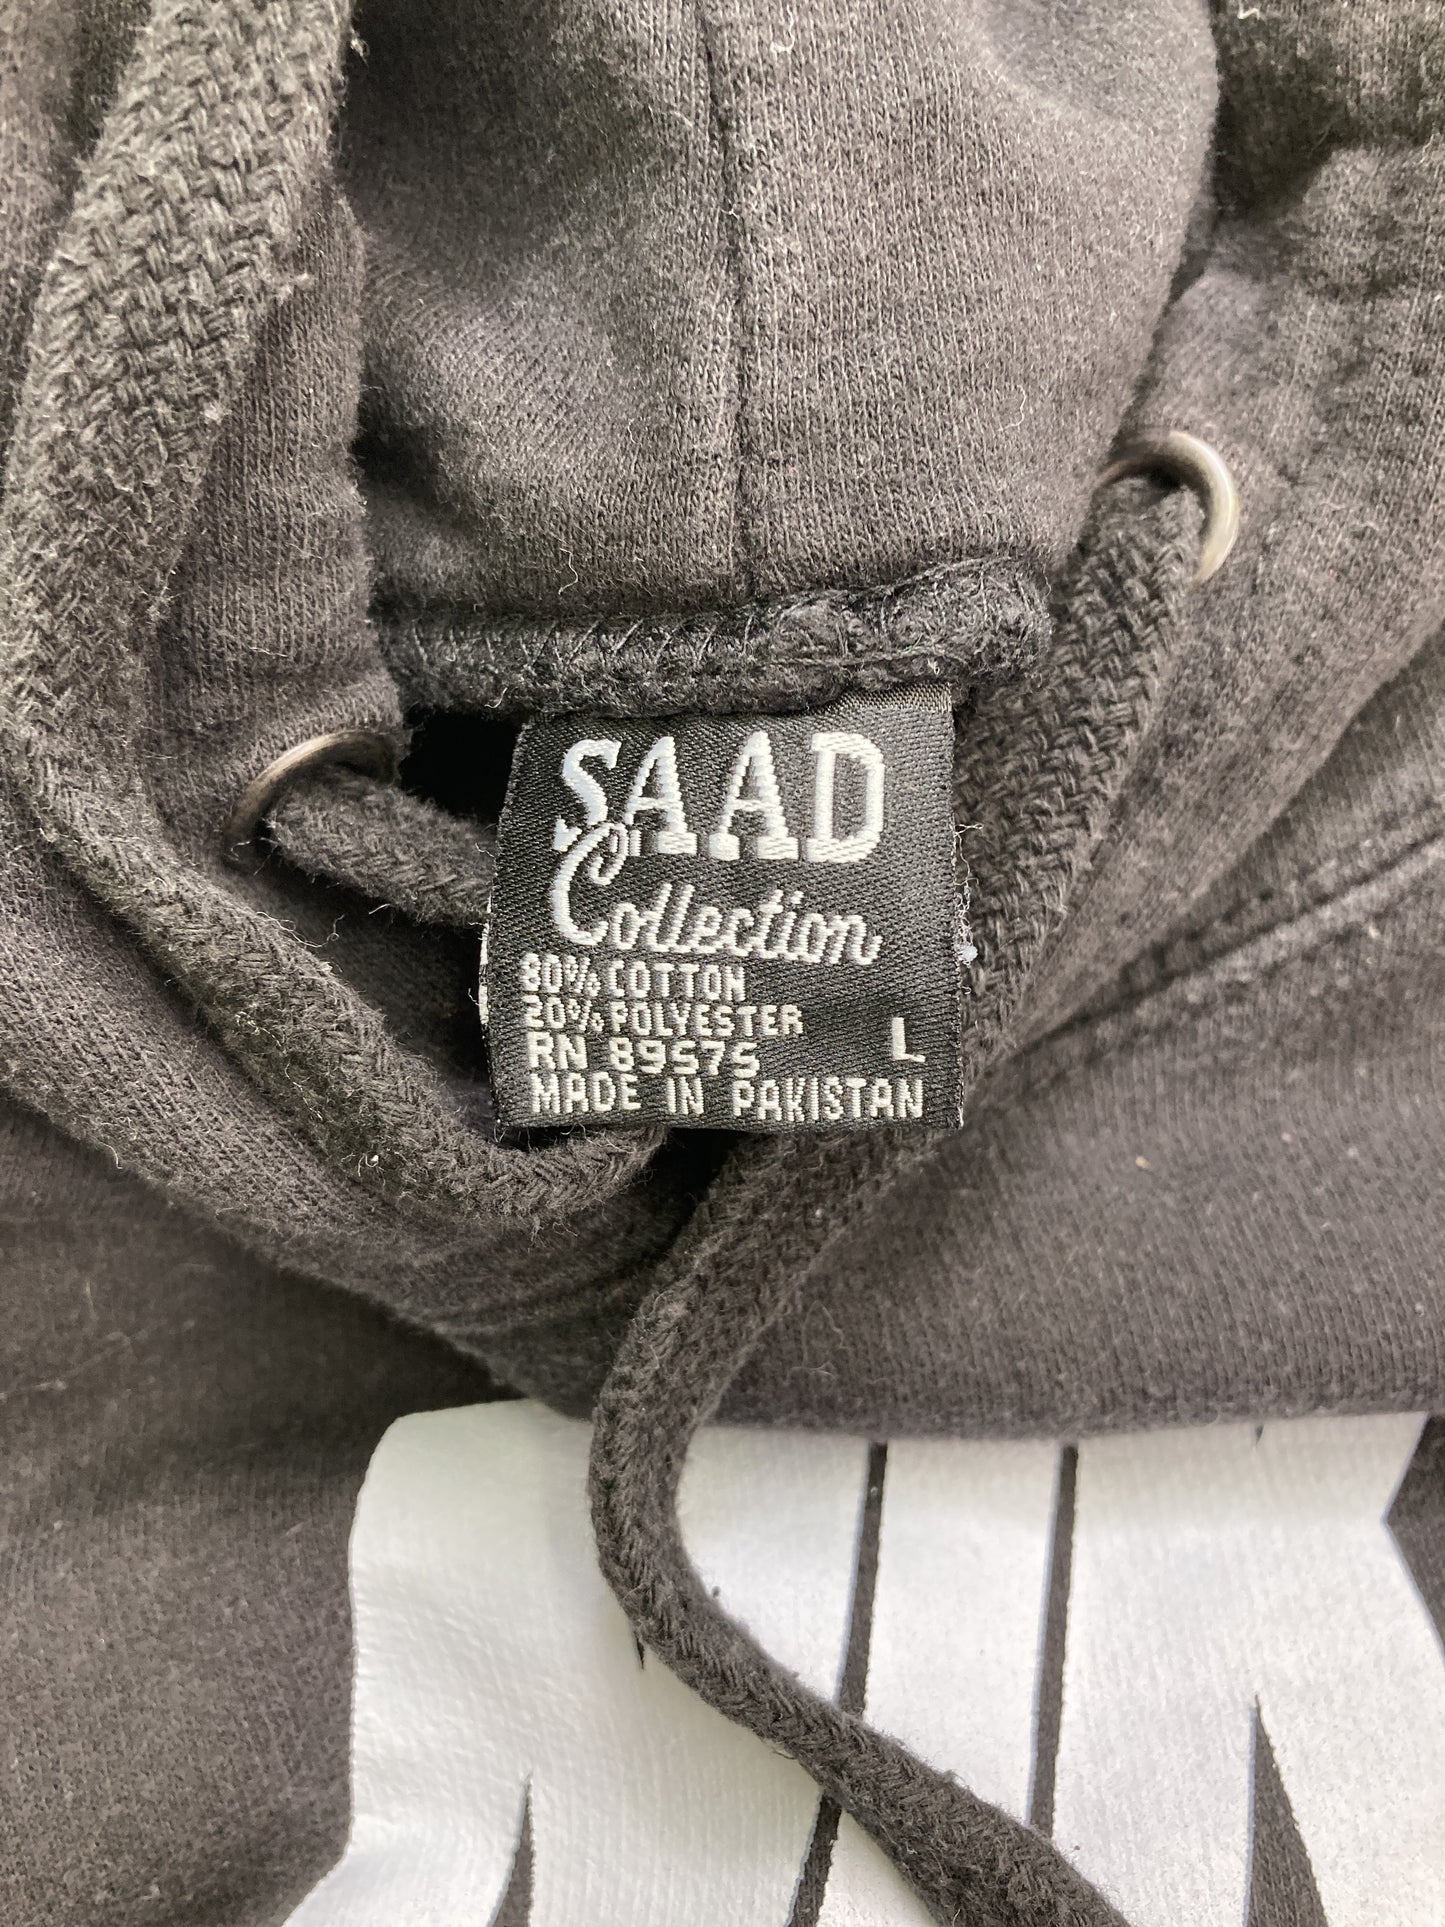 SAAD
Collection
80% COTTON
20% POLYESTER
RN 89575 L
MADE IN PAKISTAN